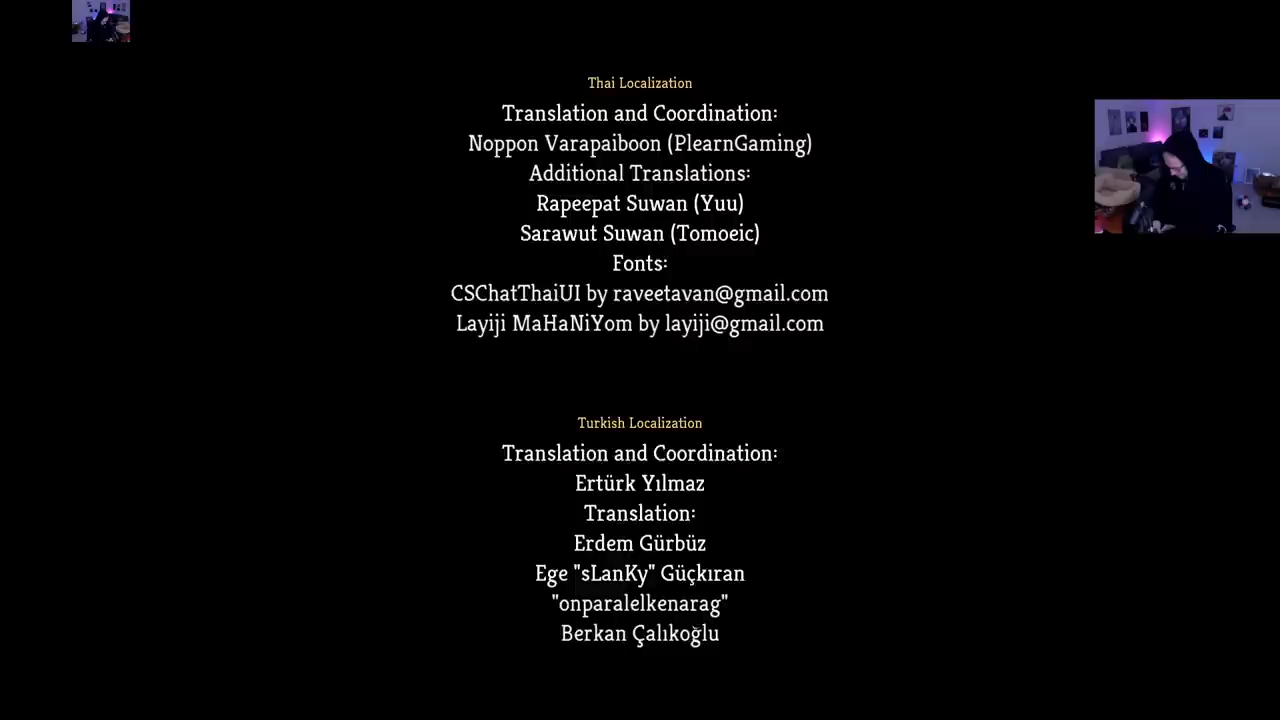 Thai Localization
Translation and Coordination:
Noppon Varapaiboon (PlearnGaming)
Additional Translations:
Rapeepat Suwan (Yuu)
Sarawut Suwan (Tomoeic)
Fonts:
CSChatThaiUI by raveetavan@gmail.com
Layiji MaHaNiYom by layiji@gmail.com
Turkish Localization
Translation and Coordination:
Ertürk Yılmaz
Translation:
Erdem Gürbüz
Ege "sLanKy" Güçkıran
"onparalelkenarag"
Berkan Çalıkoğlu